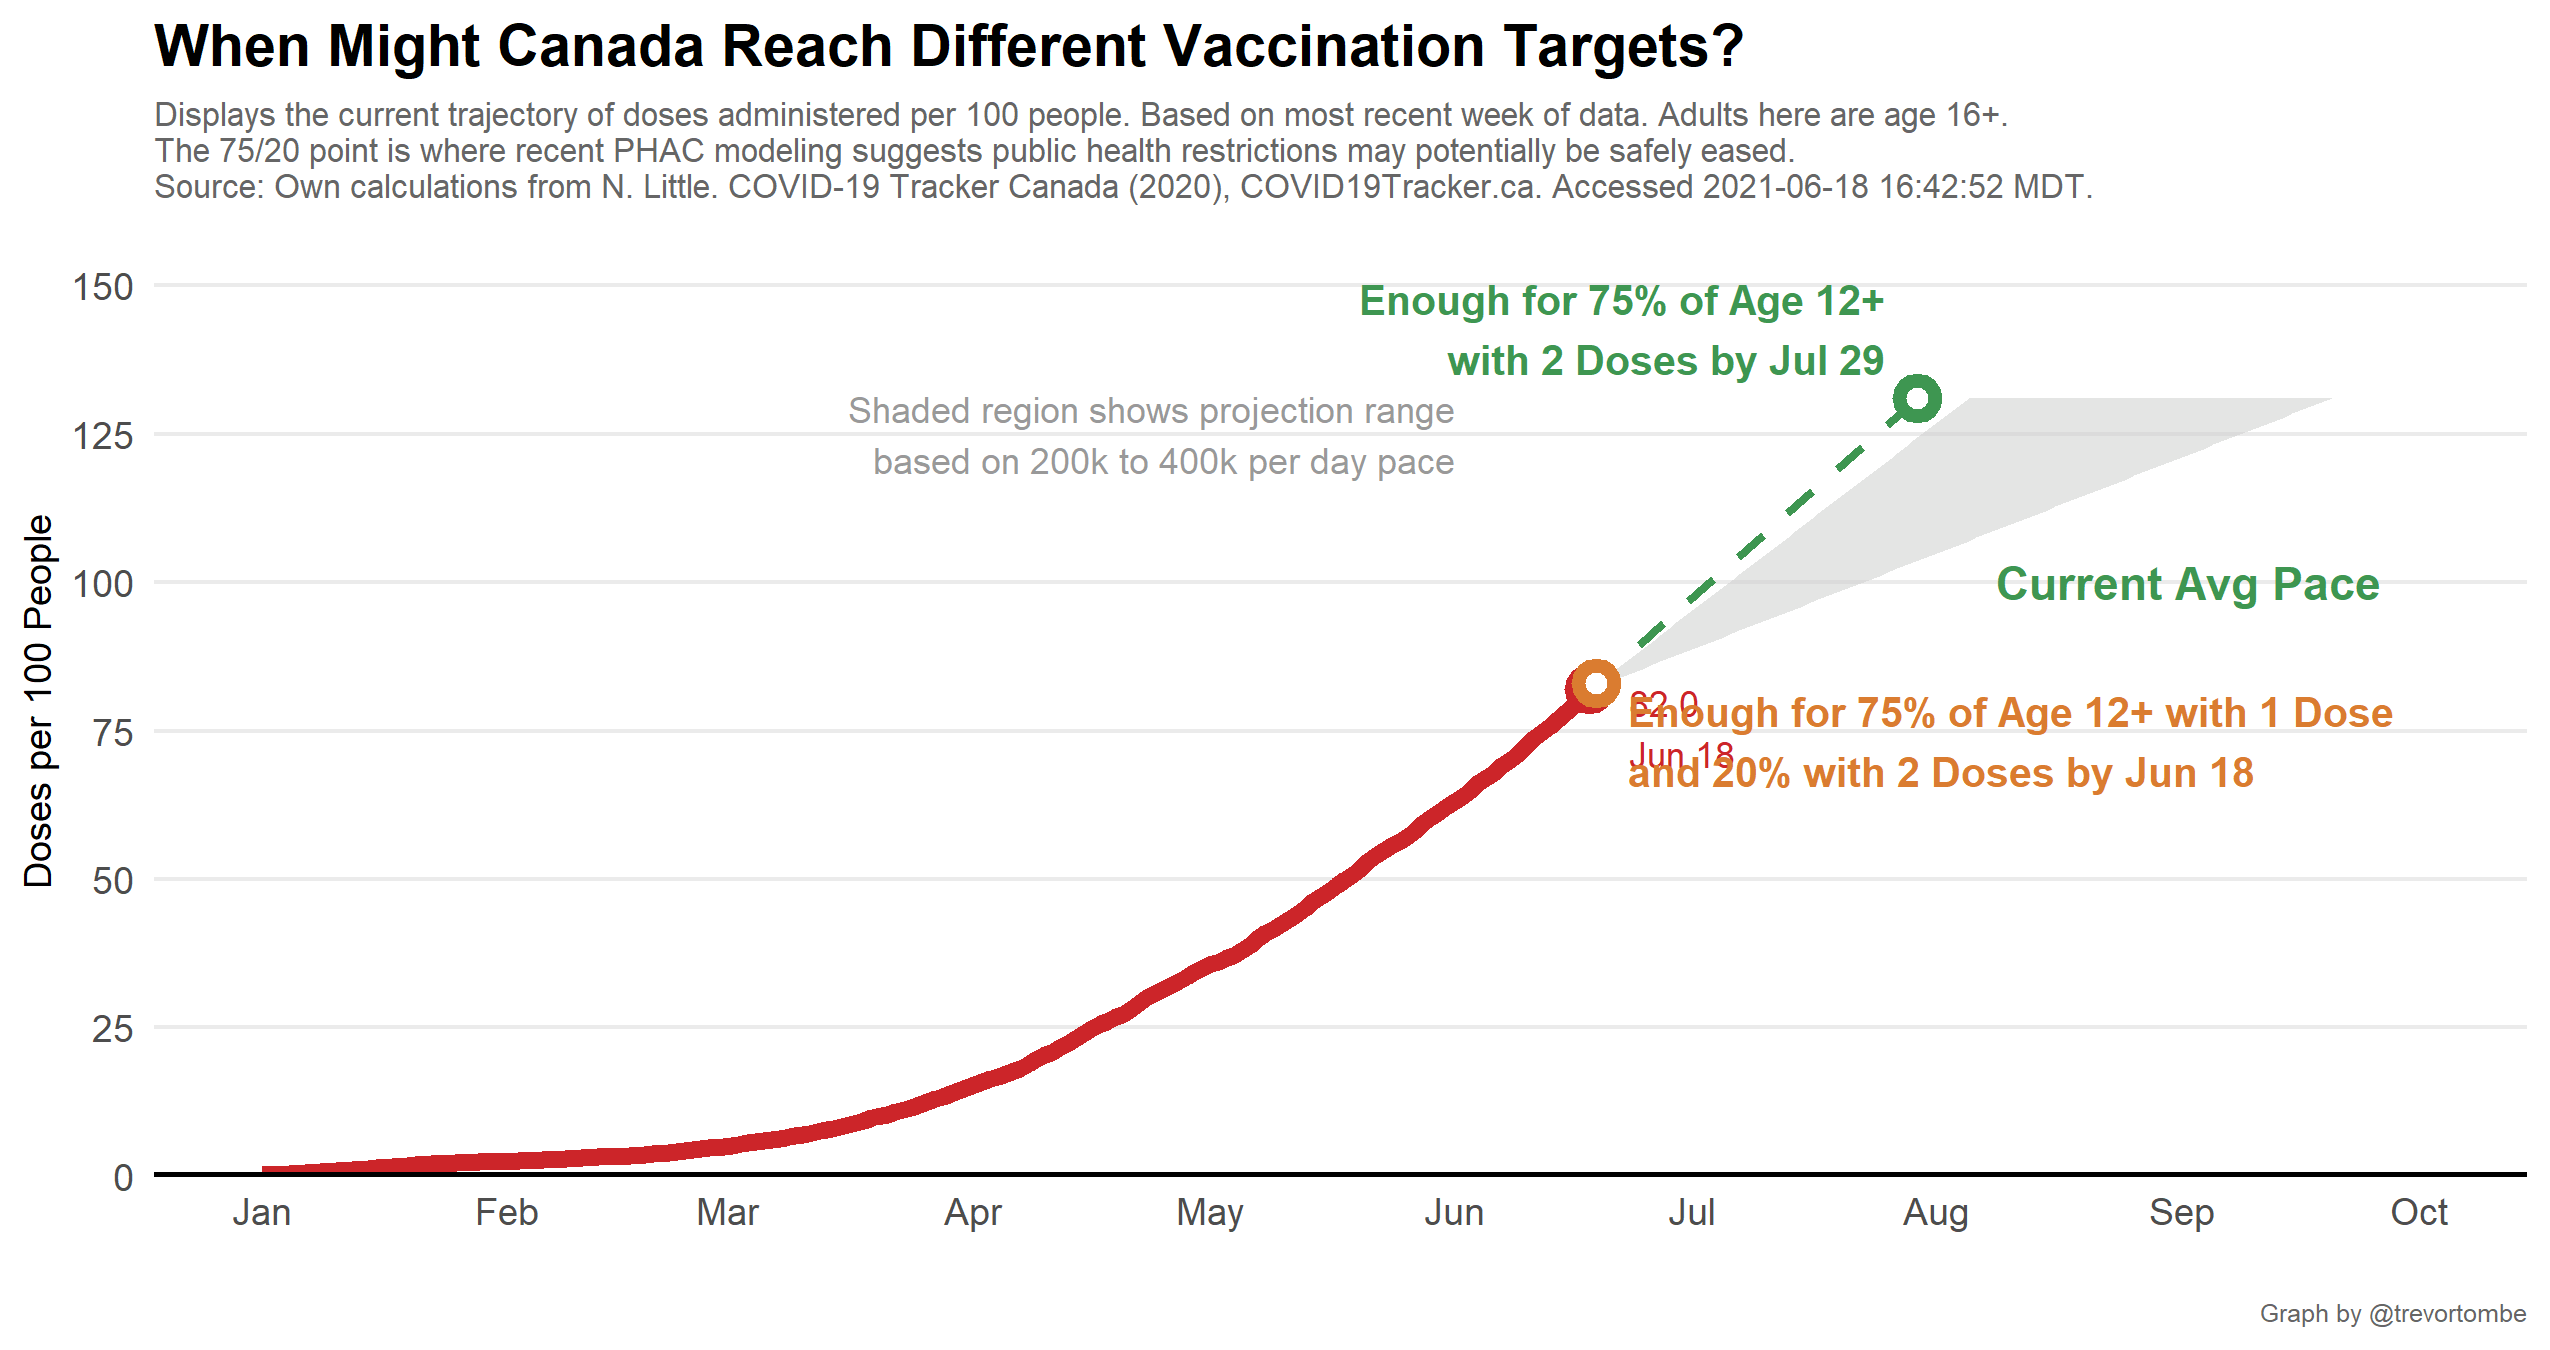 When Might Canada Reach Different Vaccination Targets?
Displays the current trajectory of doses administered per 100 people. Based on most recent week of data. Adults here are age 16+.
The 75/20 point is where recent PHAC modeling suggests public health restrictions may potentially be safely eased.
Source: Own calculations from N. Little. COVID-19 Tracker Canada (2020), COVID19Tracker.ca. Accessed 2021-06-18 16:42:52 MDT.
150
Enough for 75% of Age 12+
with 2 Doses by Jul 29
Shaded region shows projection range
based on 200k to 400k per day pace
125
100
Current Avg Pace
Doses per 100 People
82.0
Jun 18
Enough for 75% of Age 12+ with 1 Dose
and 20% with 2 Doses by Jun 18
75
50
25
0
Jan
Feb
Mar
Apr
May
Jun
Jul
Aug
Sep
Oct
Graph by @trevortombe